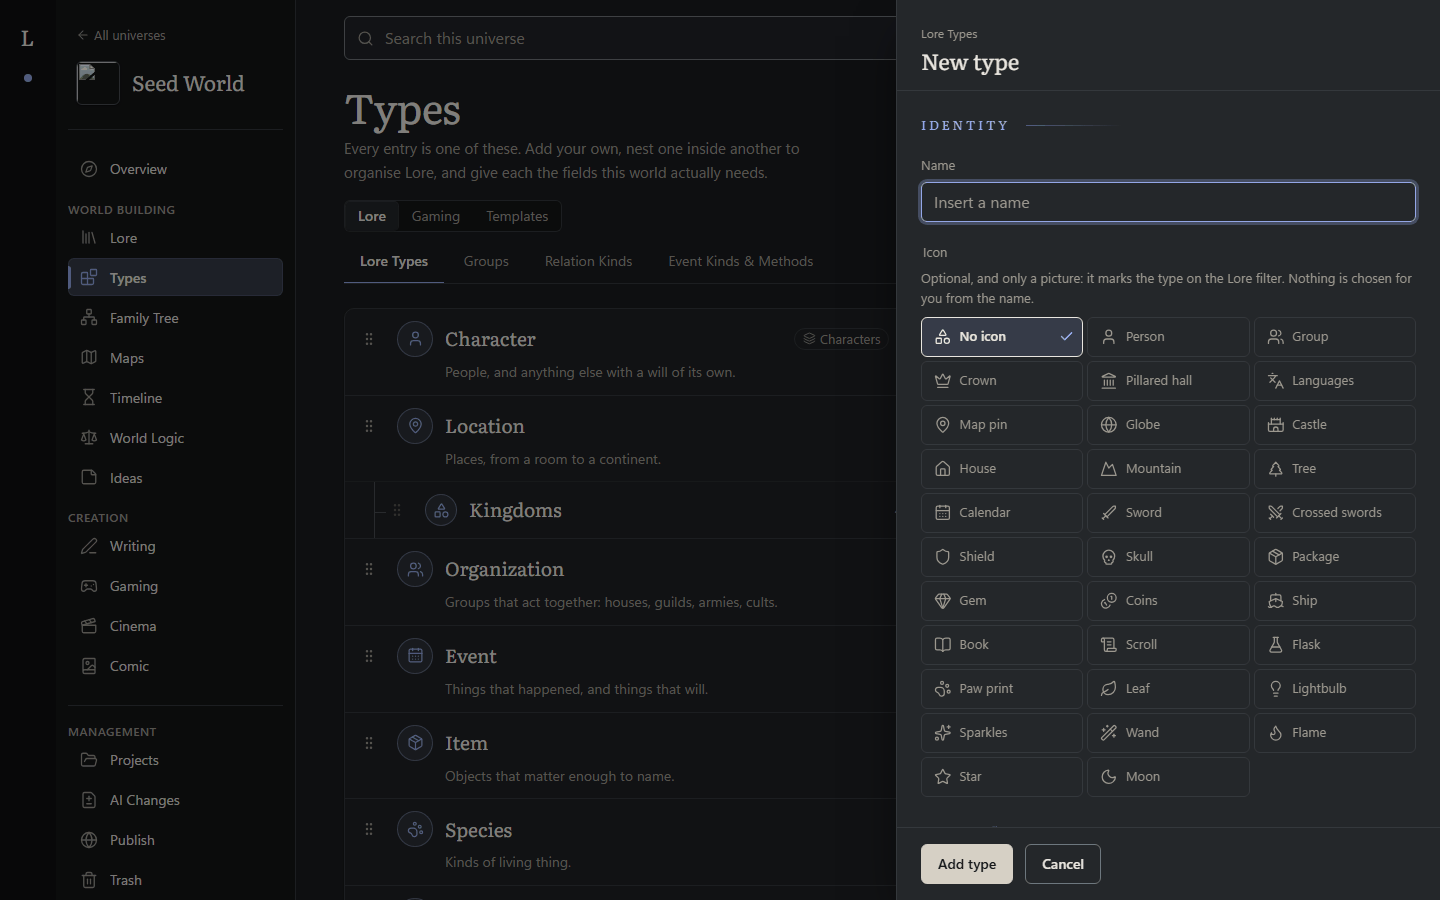 L
All universes
Seed World
Overview
WORLD BUILDING
Lore
Types
Family Tree
Maps
Timeline
World Logic
Ideas
CREATION
Writing
Gaming
Cinema
Comic
MANAGEMENT
Projects
AI Changes
Publish
Trash
Search this universe
Types
Every entry is one of these. Add your own, nest one inside another to
organise Lore, and give each the fields this world actually needs.
Lore Gaming Templates
Lore Types Groups Relation Kinds Event Kinds & Methods
Character Characters
People, and anything else with a will of its own.
Location
Places, from a room to a continent.
Kingdoms
Organization
Groups that act together: houses, guilds, armies, cults.
Event
Things that happened, and things that will.
Item
Objects that matter enough to name.
Species
Kinds of living thing.
Lore Types
New type
IDENTITY
Name
Insert a name
Icon
Optional, and only a picture: it marks the type on the Lore filter. Nothing is chosen for
you from the name.
No icon Person Group
Crown Pillared hall Languages
Map pin Globe Castle
House Mountain Tree
Calendar Sword Crossed swords
Shield Skull Package
Gem Coins Ship
Book Scroll Flask
Paw print Leaf Lightbulb
Sparkles Wand Flame
Star Moon
Add type Cancel